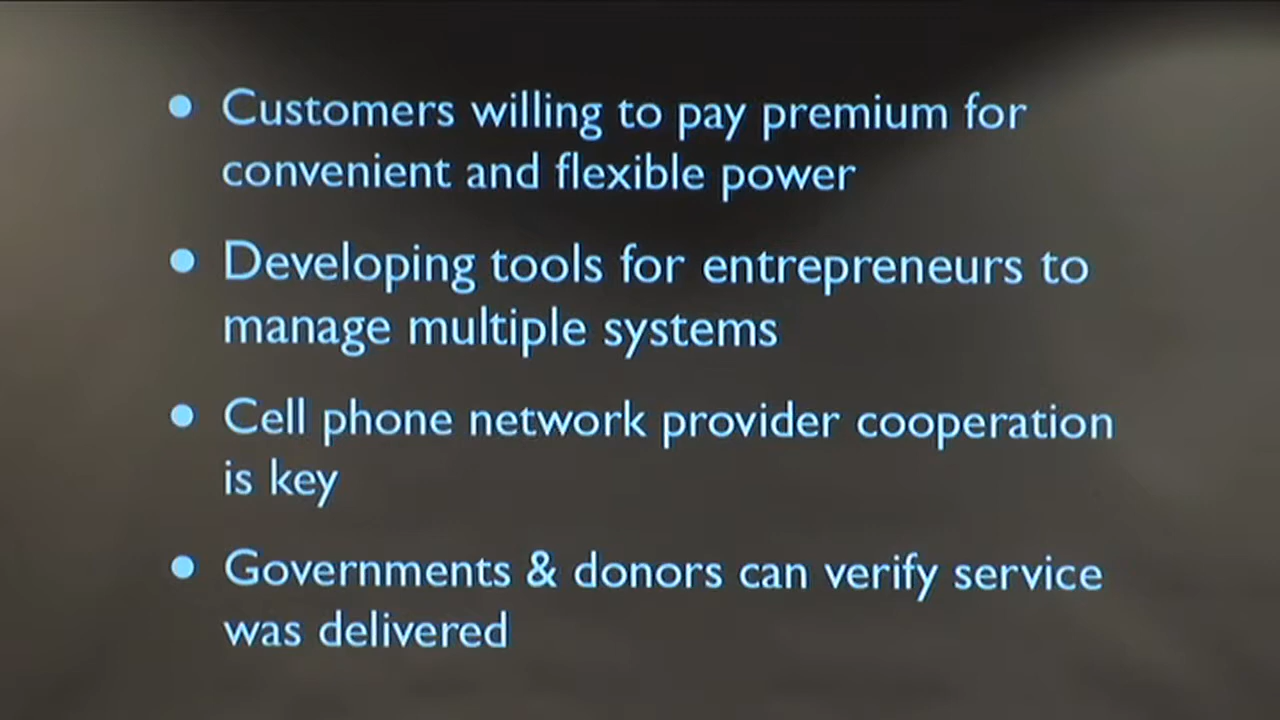 • Customers willing to pay premium for
convenient and flexible power
• Developing tools for entrepreneurs to
manage multiple systems
• Cell phone network provider cooperation
is key
• Governments & donors can verify service
was delivered